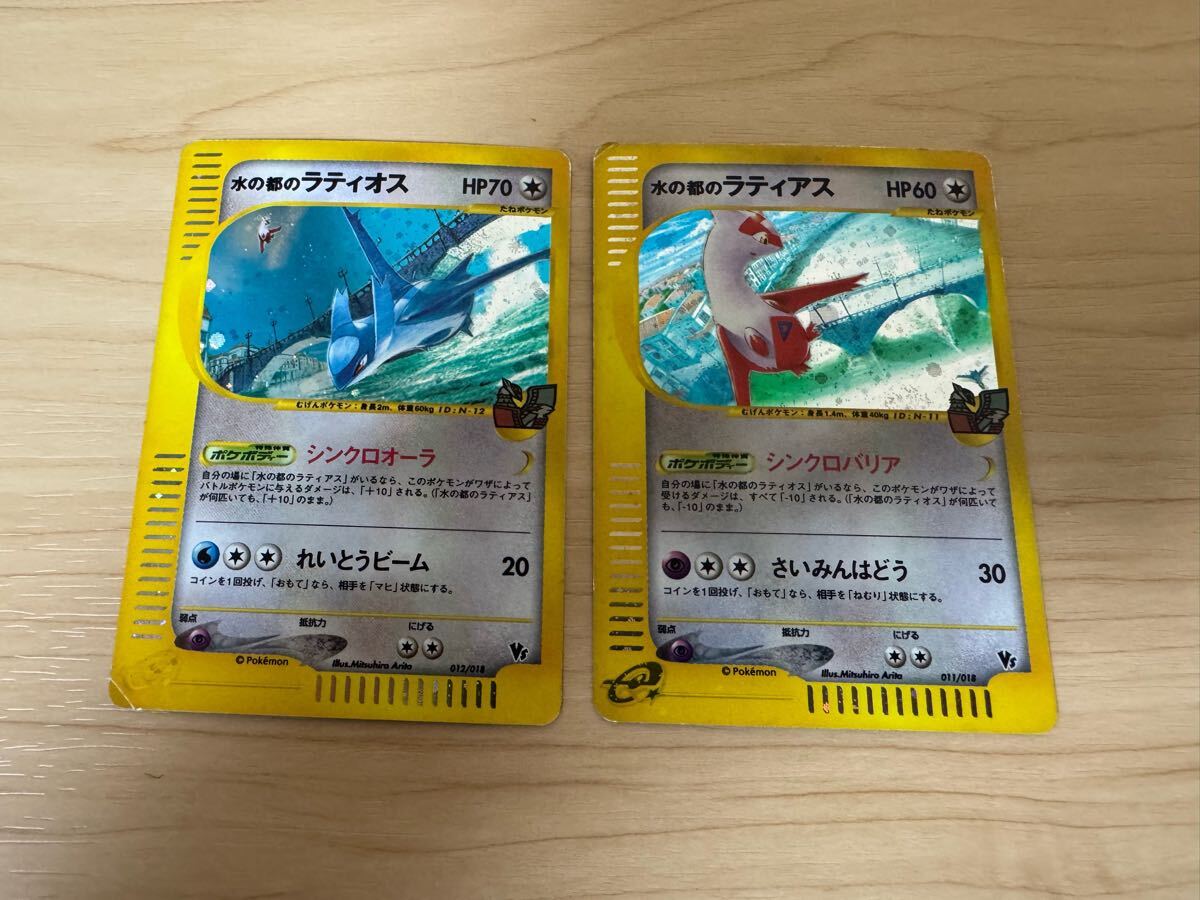 水の都のラティオス HP70
たねポケモン
むげんポケモン:身長2m、体重60kg ID:N-12
特殊体質
ポケボディー シンクロオーラ
自分の場に「水の都のラティアス」がいるなら、このポケモンがワザによって
バトルポケモンに与えるダメージは、「+10」される。(「水の都のラティアス」
が何匹いても、「+10」のまま。)
れいとうビーム 20
コインを1回投げ、「おもて」なら、相手を「マヒ」状態にする。
弱点 抵抗力 にげる
© Pokémon Illus.Mitsuhiro Arita 012/018
VS
水の都のラティアス HP60
たねポケモン
むげんポケモン:身長1.4m、体重40kg ID:N-11
特殊体質
ポケボディー シンクロバリア
自分の場に「水の都のラティオス」がいるなら、このポケモンがワザによって
受けるダメージは、すべて「-10」される。(「水の都のラティオス」が何匹いて
も、「-10」のまま。)
さいみんはどう 30
コインを1回投げ、「おもて」なら、相手を「ねむり」状態にする。
弱点 抵抗力 にげる
© Pokémon Illus.Mitsuhiro Arita 011/018
VS